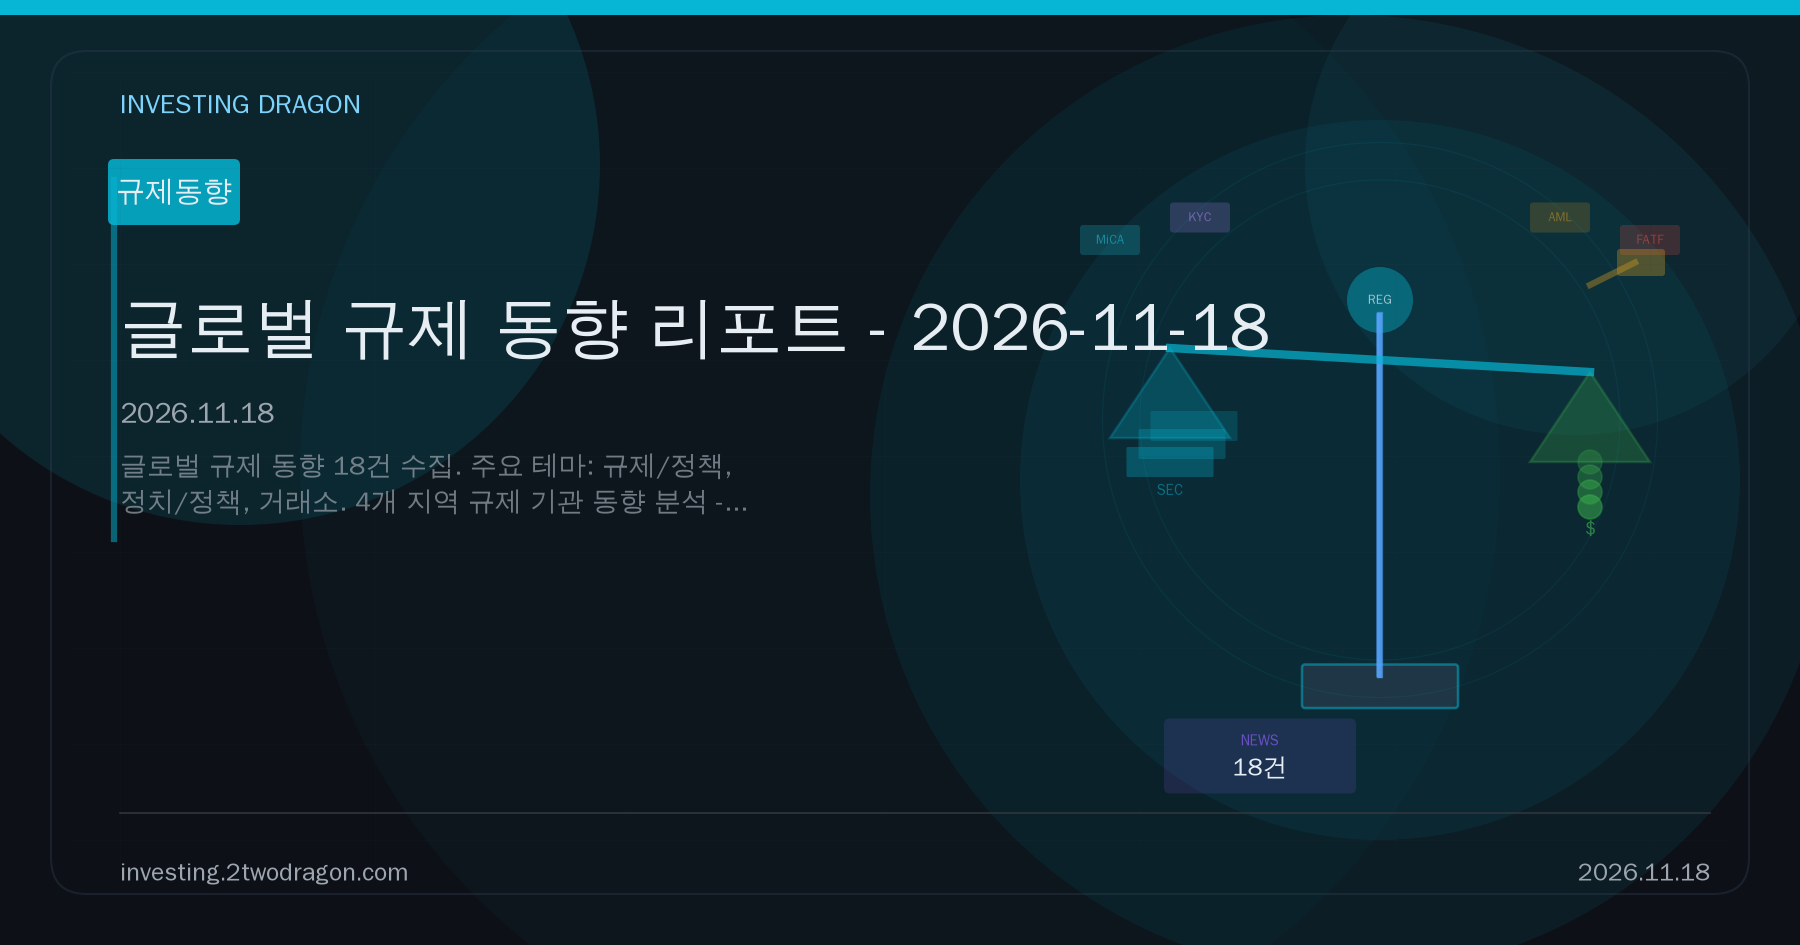 INVESTING DRAGON
규제동향
글로벌 규제 동향 리포트 - 2026-11-18
2026.11.18
글로벌 규제 동향 18건 수집. 주요 테마: 규제/정책,
정치/정책, 거래소. 4개 지역 규제 기관 동향 분석 -...
MiCA
KYC
AML
FATF
REG
SEC
$
NEWS
18건
investing.2twodragon.com
2026.11.18